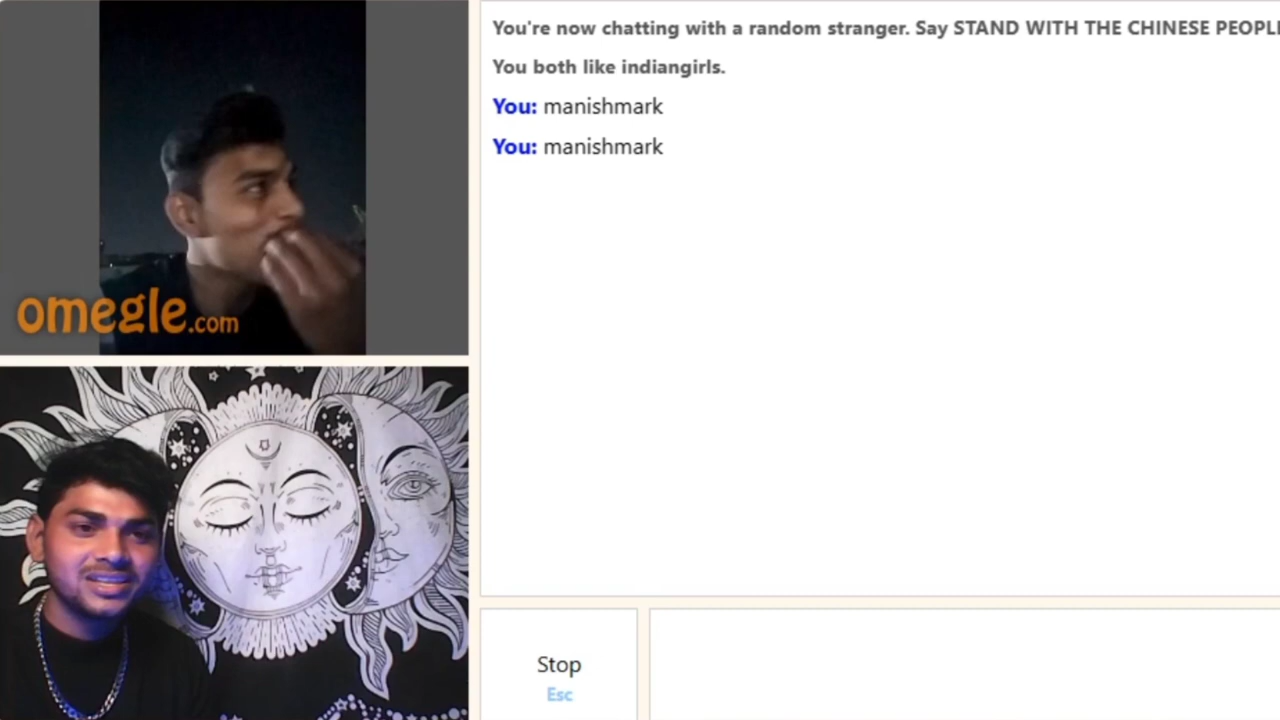 You're now chatting with a random stranger. Say STAND WITH THE CHINESE PEOPL
You both like indiangirls.
You: manishmark
You: manishmark
omegle.com
Stop
Esc